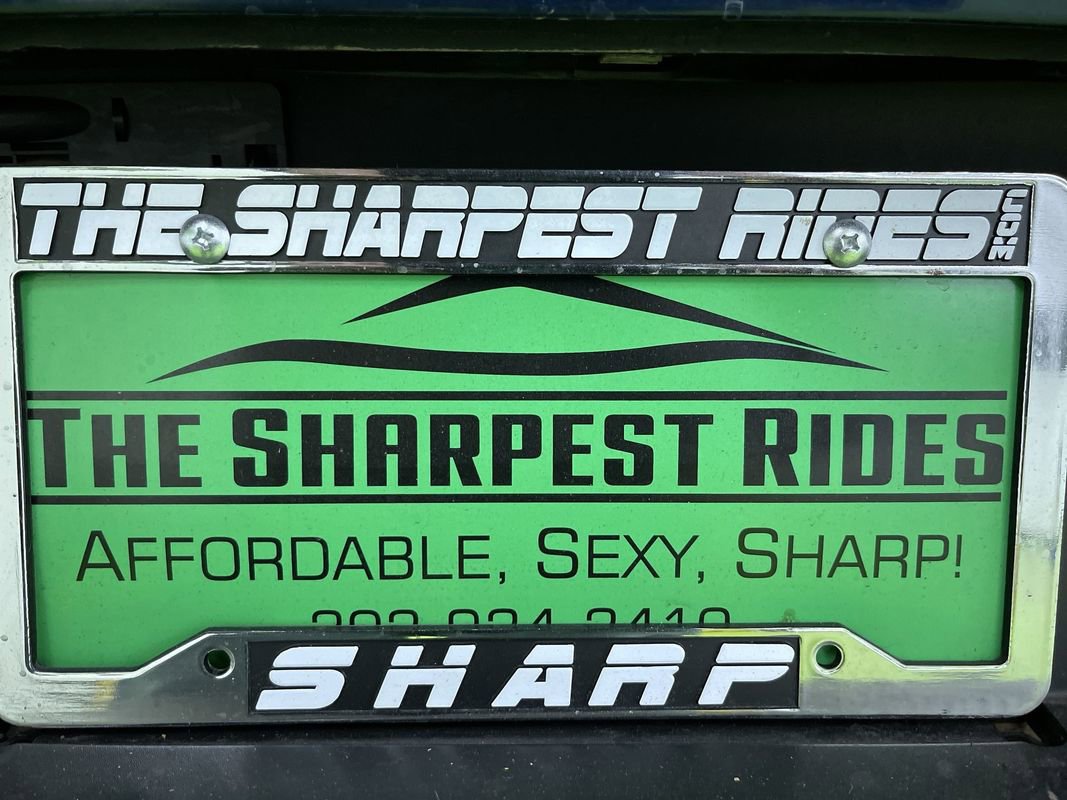 THE SHARPEST RIDES.COM
THE SHARPEST RIDES
AFFORDABLE, SEXY, SHARP!
SHARP